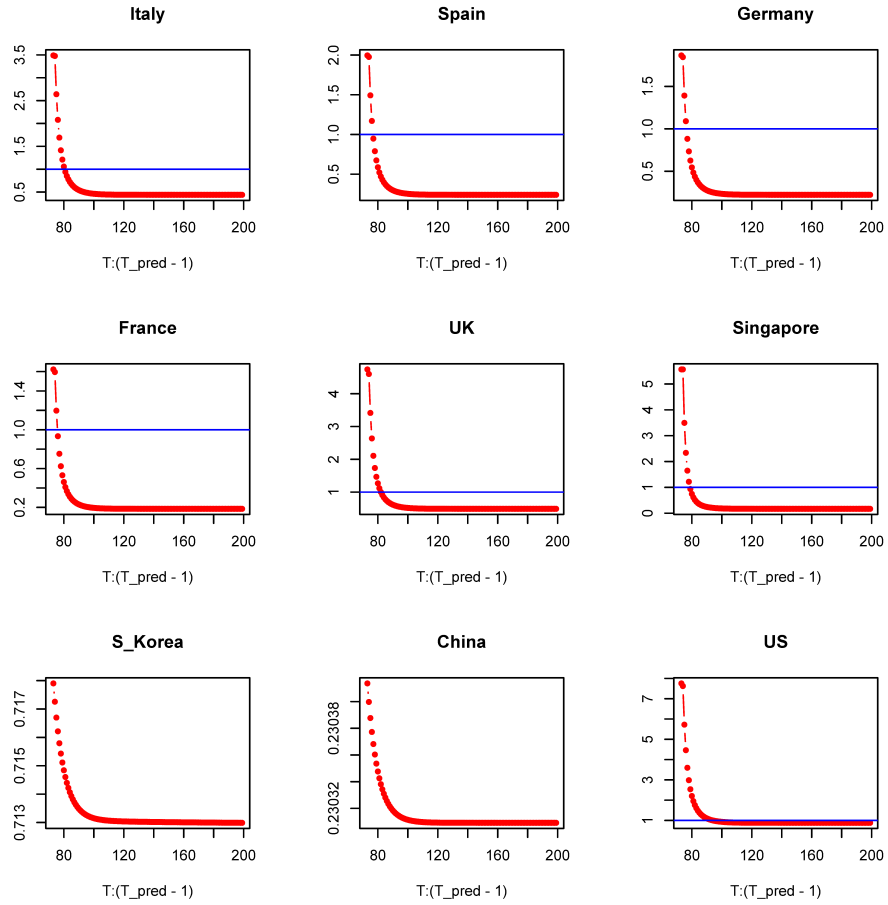 Italy
3.5
2.5
1.5
0.5
80 120 160 200
T:(T_pred - 1)
Spain
2.0
1.5
1.0
0.5
80 120 160 200
T:(T_pred - 1)
Germany
1.5
1.0
0.5
80 120 160 200
T:(T_pred - 1)
France
1.4
1.0
0.6
0.2
80 120 160 200
T:(T_pred - 1)
UK
4
3
2
1
80 120 160 200
T:(T_pred - 1)
Singapore
5
4
3
2
1
0
80 120 160 200
T:(T_pred - 1)
S_Korea
0.717
0.715
0.713
80 120 160 200
T:(T_pred - 1)
China
0.23038
0.23032
80 120 160 200
T:(T_pred - 1)
US
7
5
3
1
80 120 160 200
T:(T_pred - 1)